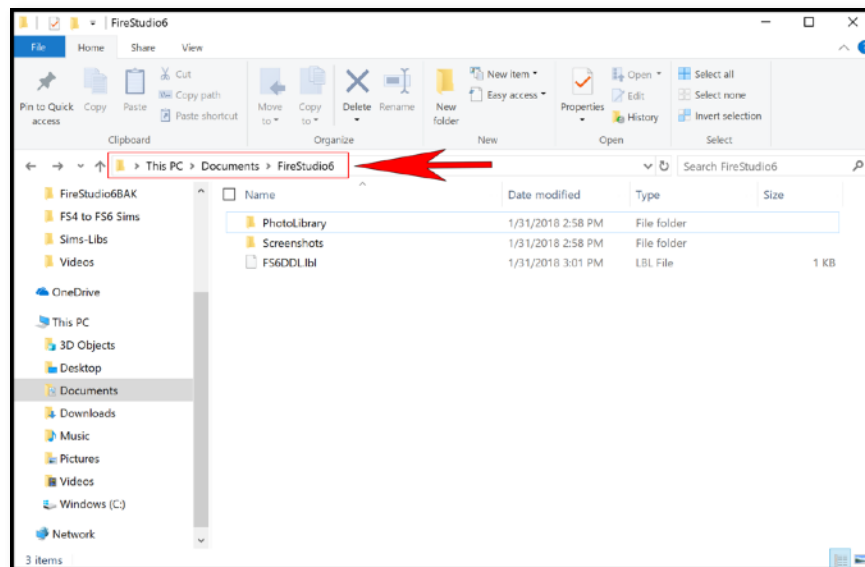 FireStudio6
File Home Share View
Pin to Quick access
Copy
Paste
Cut
Copy path
Paste shortcut
Move to
Copy to
Delete
Rename
New folder
New item
Easy access
Properties
Open
Edit
History
Select all
Select none
Invert selection
Clipboard Organize New Open Select
This PC > Documents > FireStudio6
Search FireStudio6
FireStudio6BAK
FS4 to FS6 Sims
Sims-Libs
Videos
OneDrive
This PC
3D Objects
Desktop
Documents
Downloads
Music
Pictures
Videos
Windows (C:)
Network
Name Date modified Type Size
PhotoLibrary 1/31/2018 2:58 PM File folder
Screenshots 1/31/2018 2:58 PM File folder
FS6DDL.lbl 1/31/2018 3:01 PM LBL File 1 KB
3 items